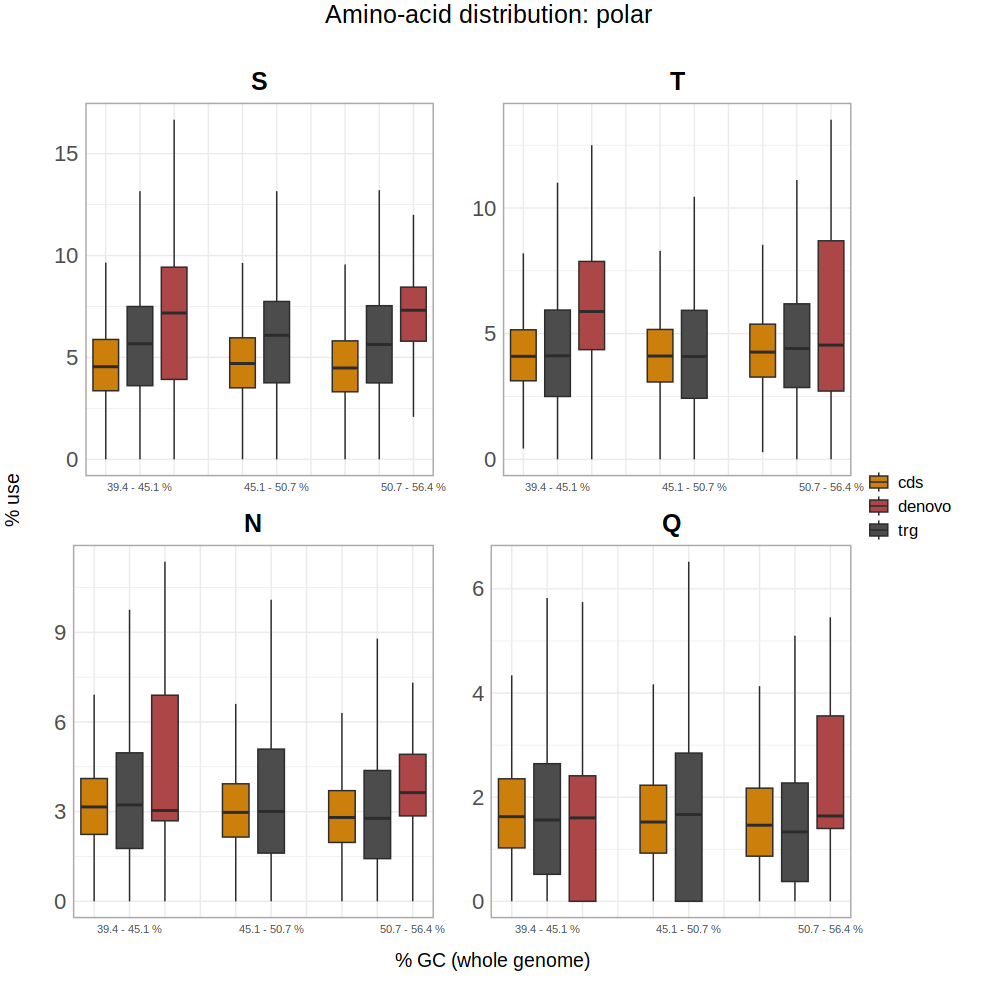 Amino-acid distribution: polar
S
T
15
10
5
0
10
5
0
39.4 - 45.1 %
45.1 - 50.7 %
50.7 - 56.4 %
39.4 - 45.1 %
45.1 - 50.7 %
50.7 - 56.4 %
% use
cds
denovo
trg
N
Q
9
6
3
0
6
4
2
0
39.4 - 45.1 %
45.1 - 50.7 %
50.7 - 56.4 %
39.4 - 45.1 %
45.1 - 50.7 %
50.7 - 56.4 %
% GC (whole genome)